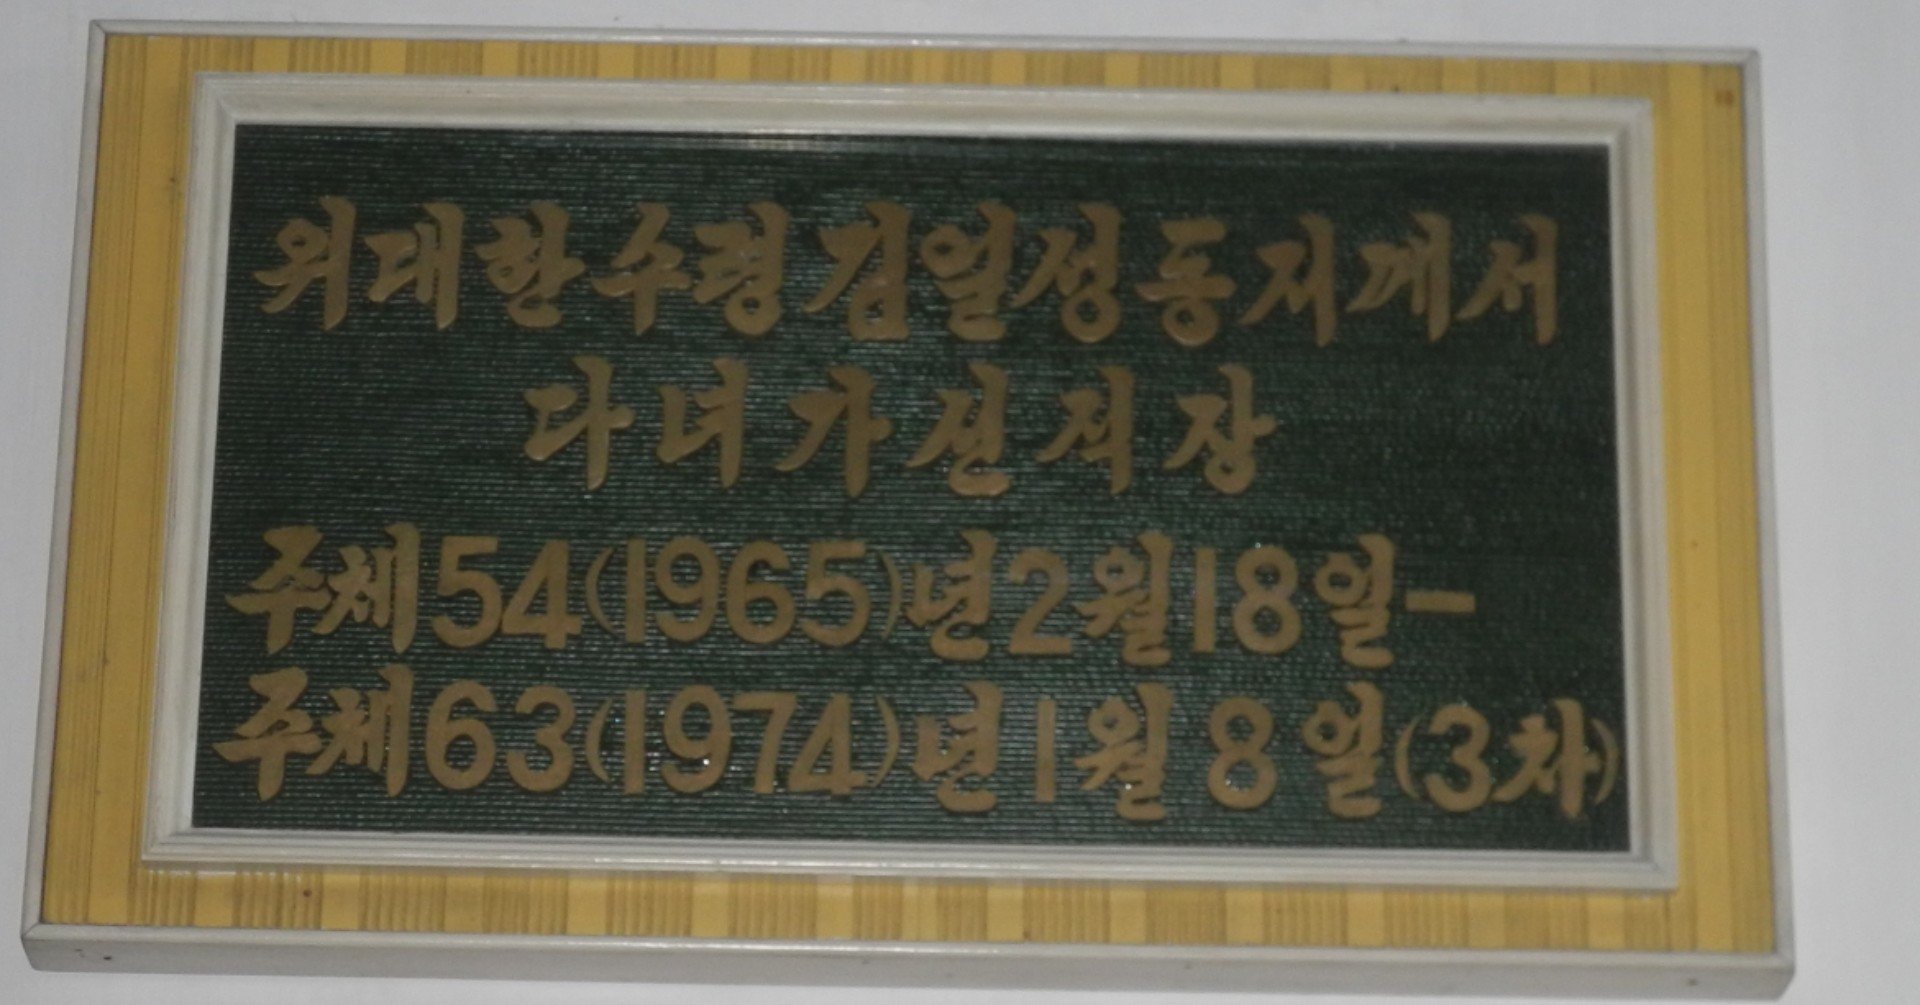 위대한 수령 김일성동지께서
다녀가신 직장
주체54(1965)년 2월 18일-
주체63(1974)년 1월 8일(3차)